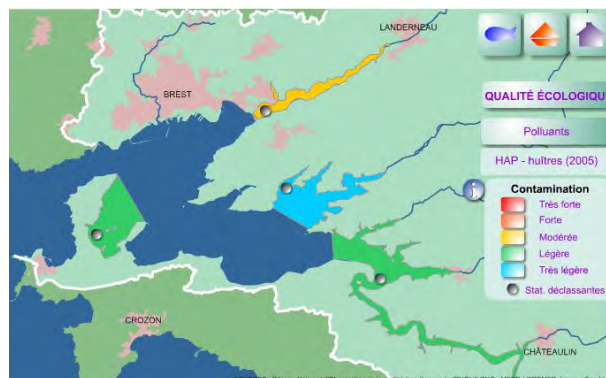 LANDERNEAU
BREST
QUALITÉ ÉCOLOGIQU
Polluants
HAP - huîtres (2005)
i
Contamination
Très forte
Forte
Modérée
Légère
Très légère
Stat. déclassantes
CROZON
CHÂTEAULIN